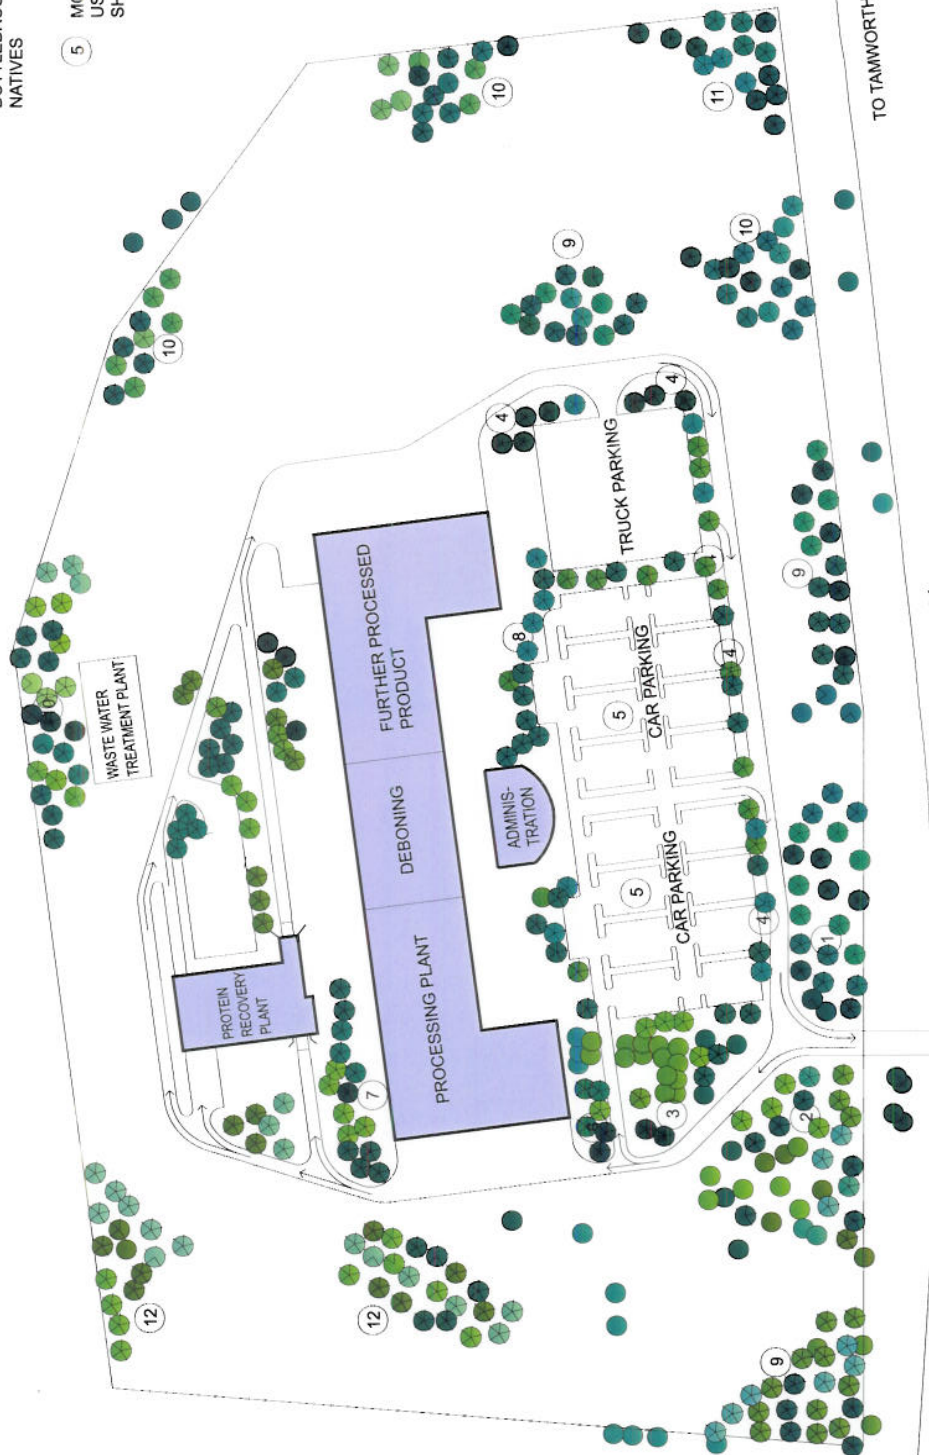 NATIVES
5
10
11
TO TAMWORTH
10
9
10
4
4
TRUCK PARKING
FURTHER PROCESSED
PRODUCT
9
8
WASTE WATER
TREATMENT PLANT
5
CAR PARKING
4
DEBONING
ADMINIS-
TRATION
5
CAR PARKING
4
1
PROTEIN
RECOVERY
PLANT
PROCESSING PLANT
7
3
2
12
12
9